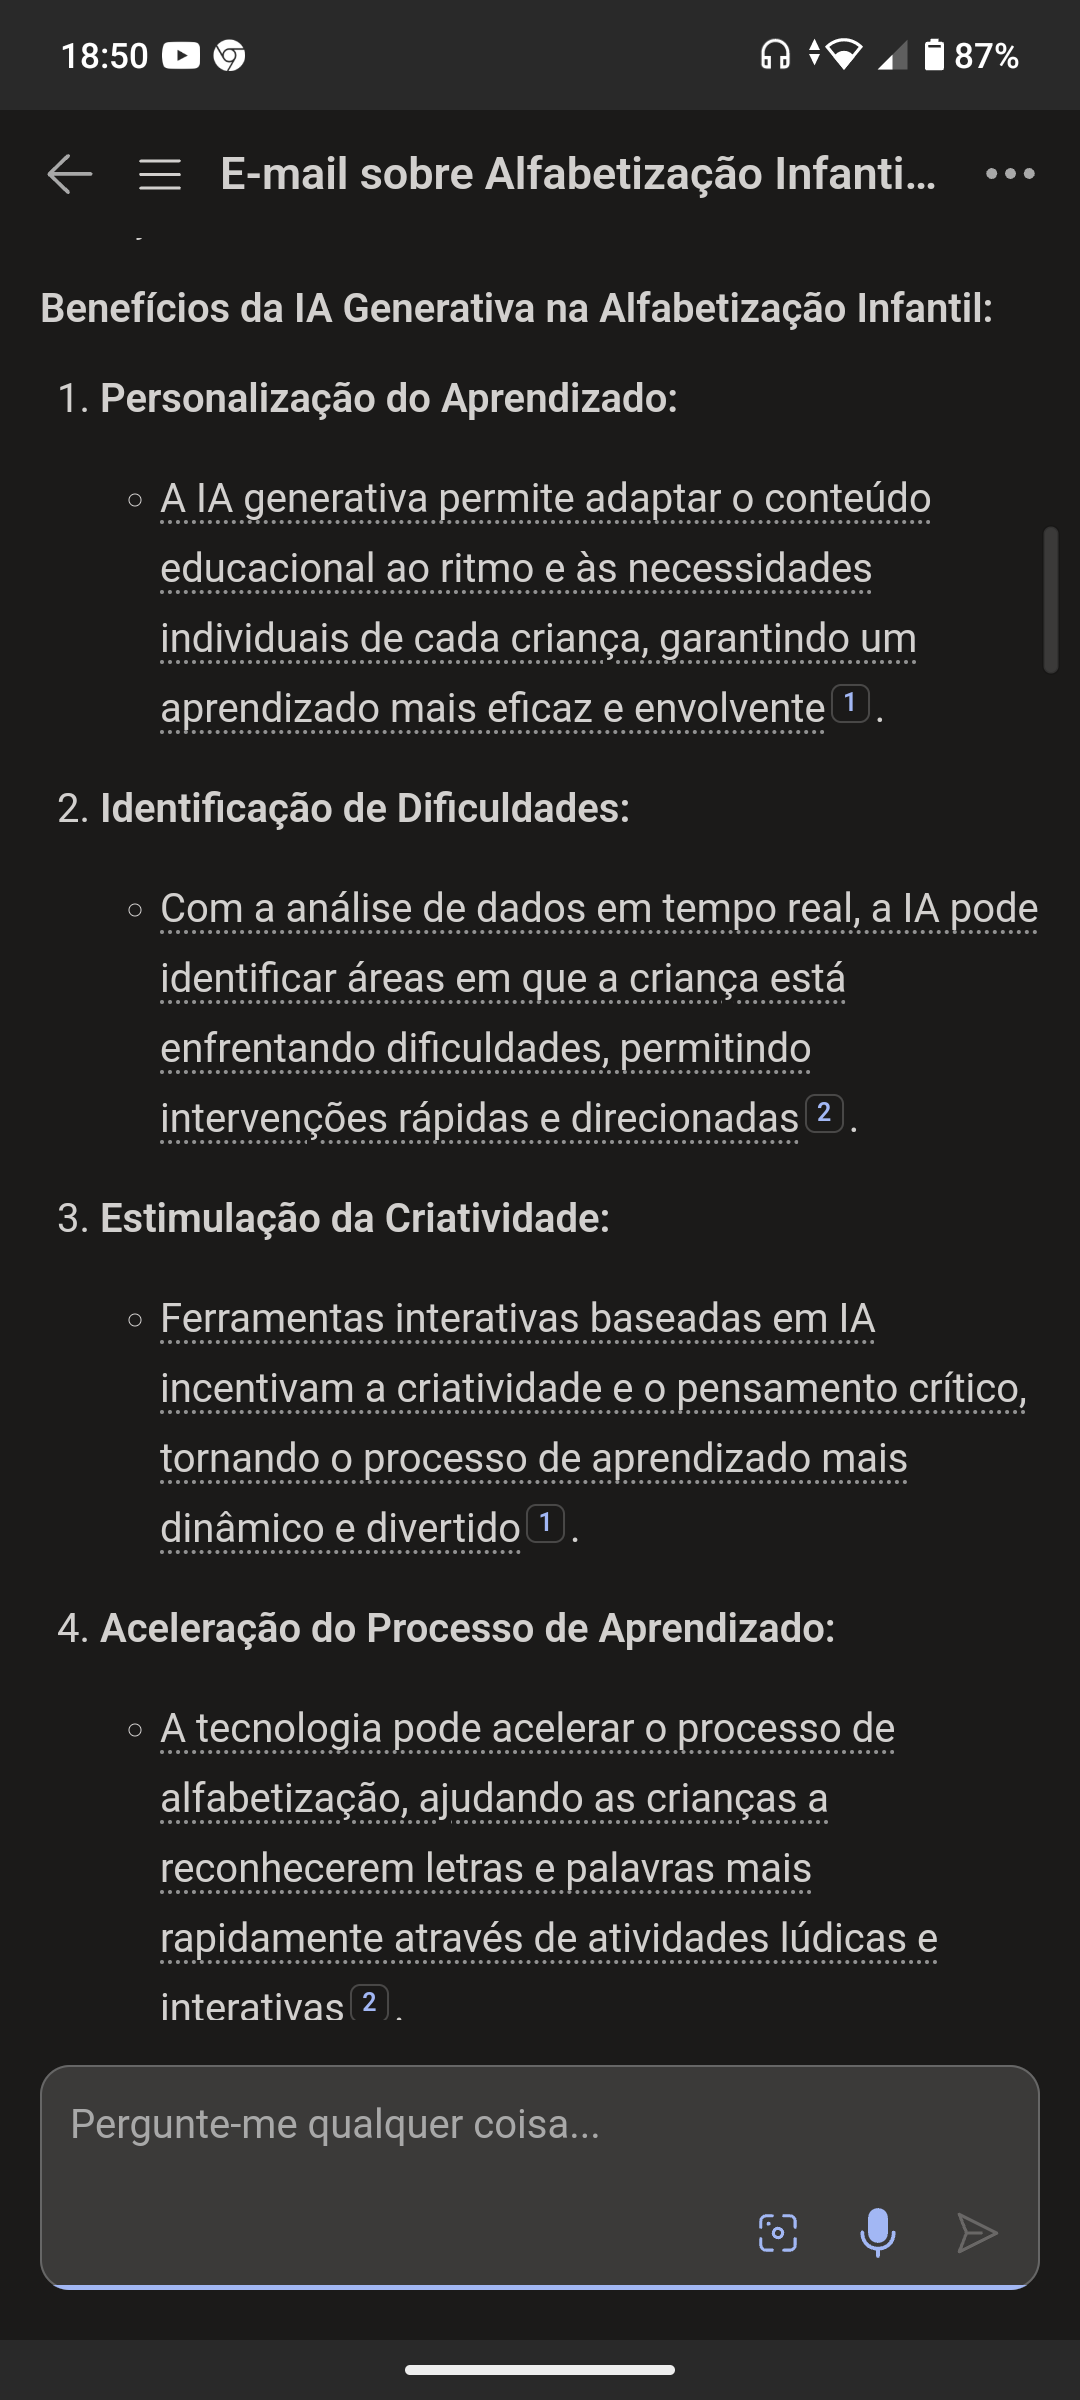 18:50
87%
E-mail sobre Alfabetização Infanti...
Benefícios da IA Generativa na Alfabetização Infantil:
1. Personalização do Aprendizado:
A IA generativa permite adaptar o conteúdo
educacional ao ritmo e às necessidades
individuais de cada criança, garantindo um
aprendizado mais eficaz e envolvente 1 .
2. Identificação de Dificuldades:
Com a análise de dados em tempo real, a IA pode
identificar áreas em que a criança está
enfrentando dificuldades, permitindo
intervenções rápidas e direcionadas 2 .
3. Estimulação da Criatividade:
Ferramentas interativas baseadas em IA
incentivam a criatividade e o pensamento crítico,
tornando o processo de aprendizado mais
dinâmico e divertido 1 .
4. Aceleração do Processo de Aprendizado:
A tecnologia pode acelerar o processo de
alfabetização, ajudando as crianças a
reconhecerem letras e palavras mais
rapidamente através de atividades lúdicas e
interativas 2 .
Pergunte-me qualquer coisa...